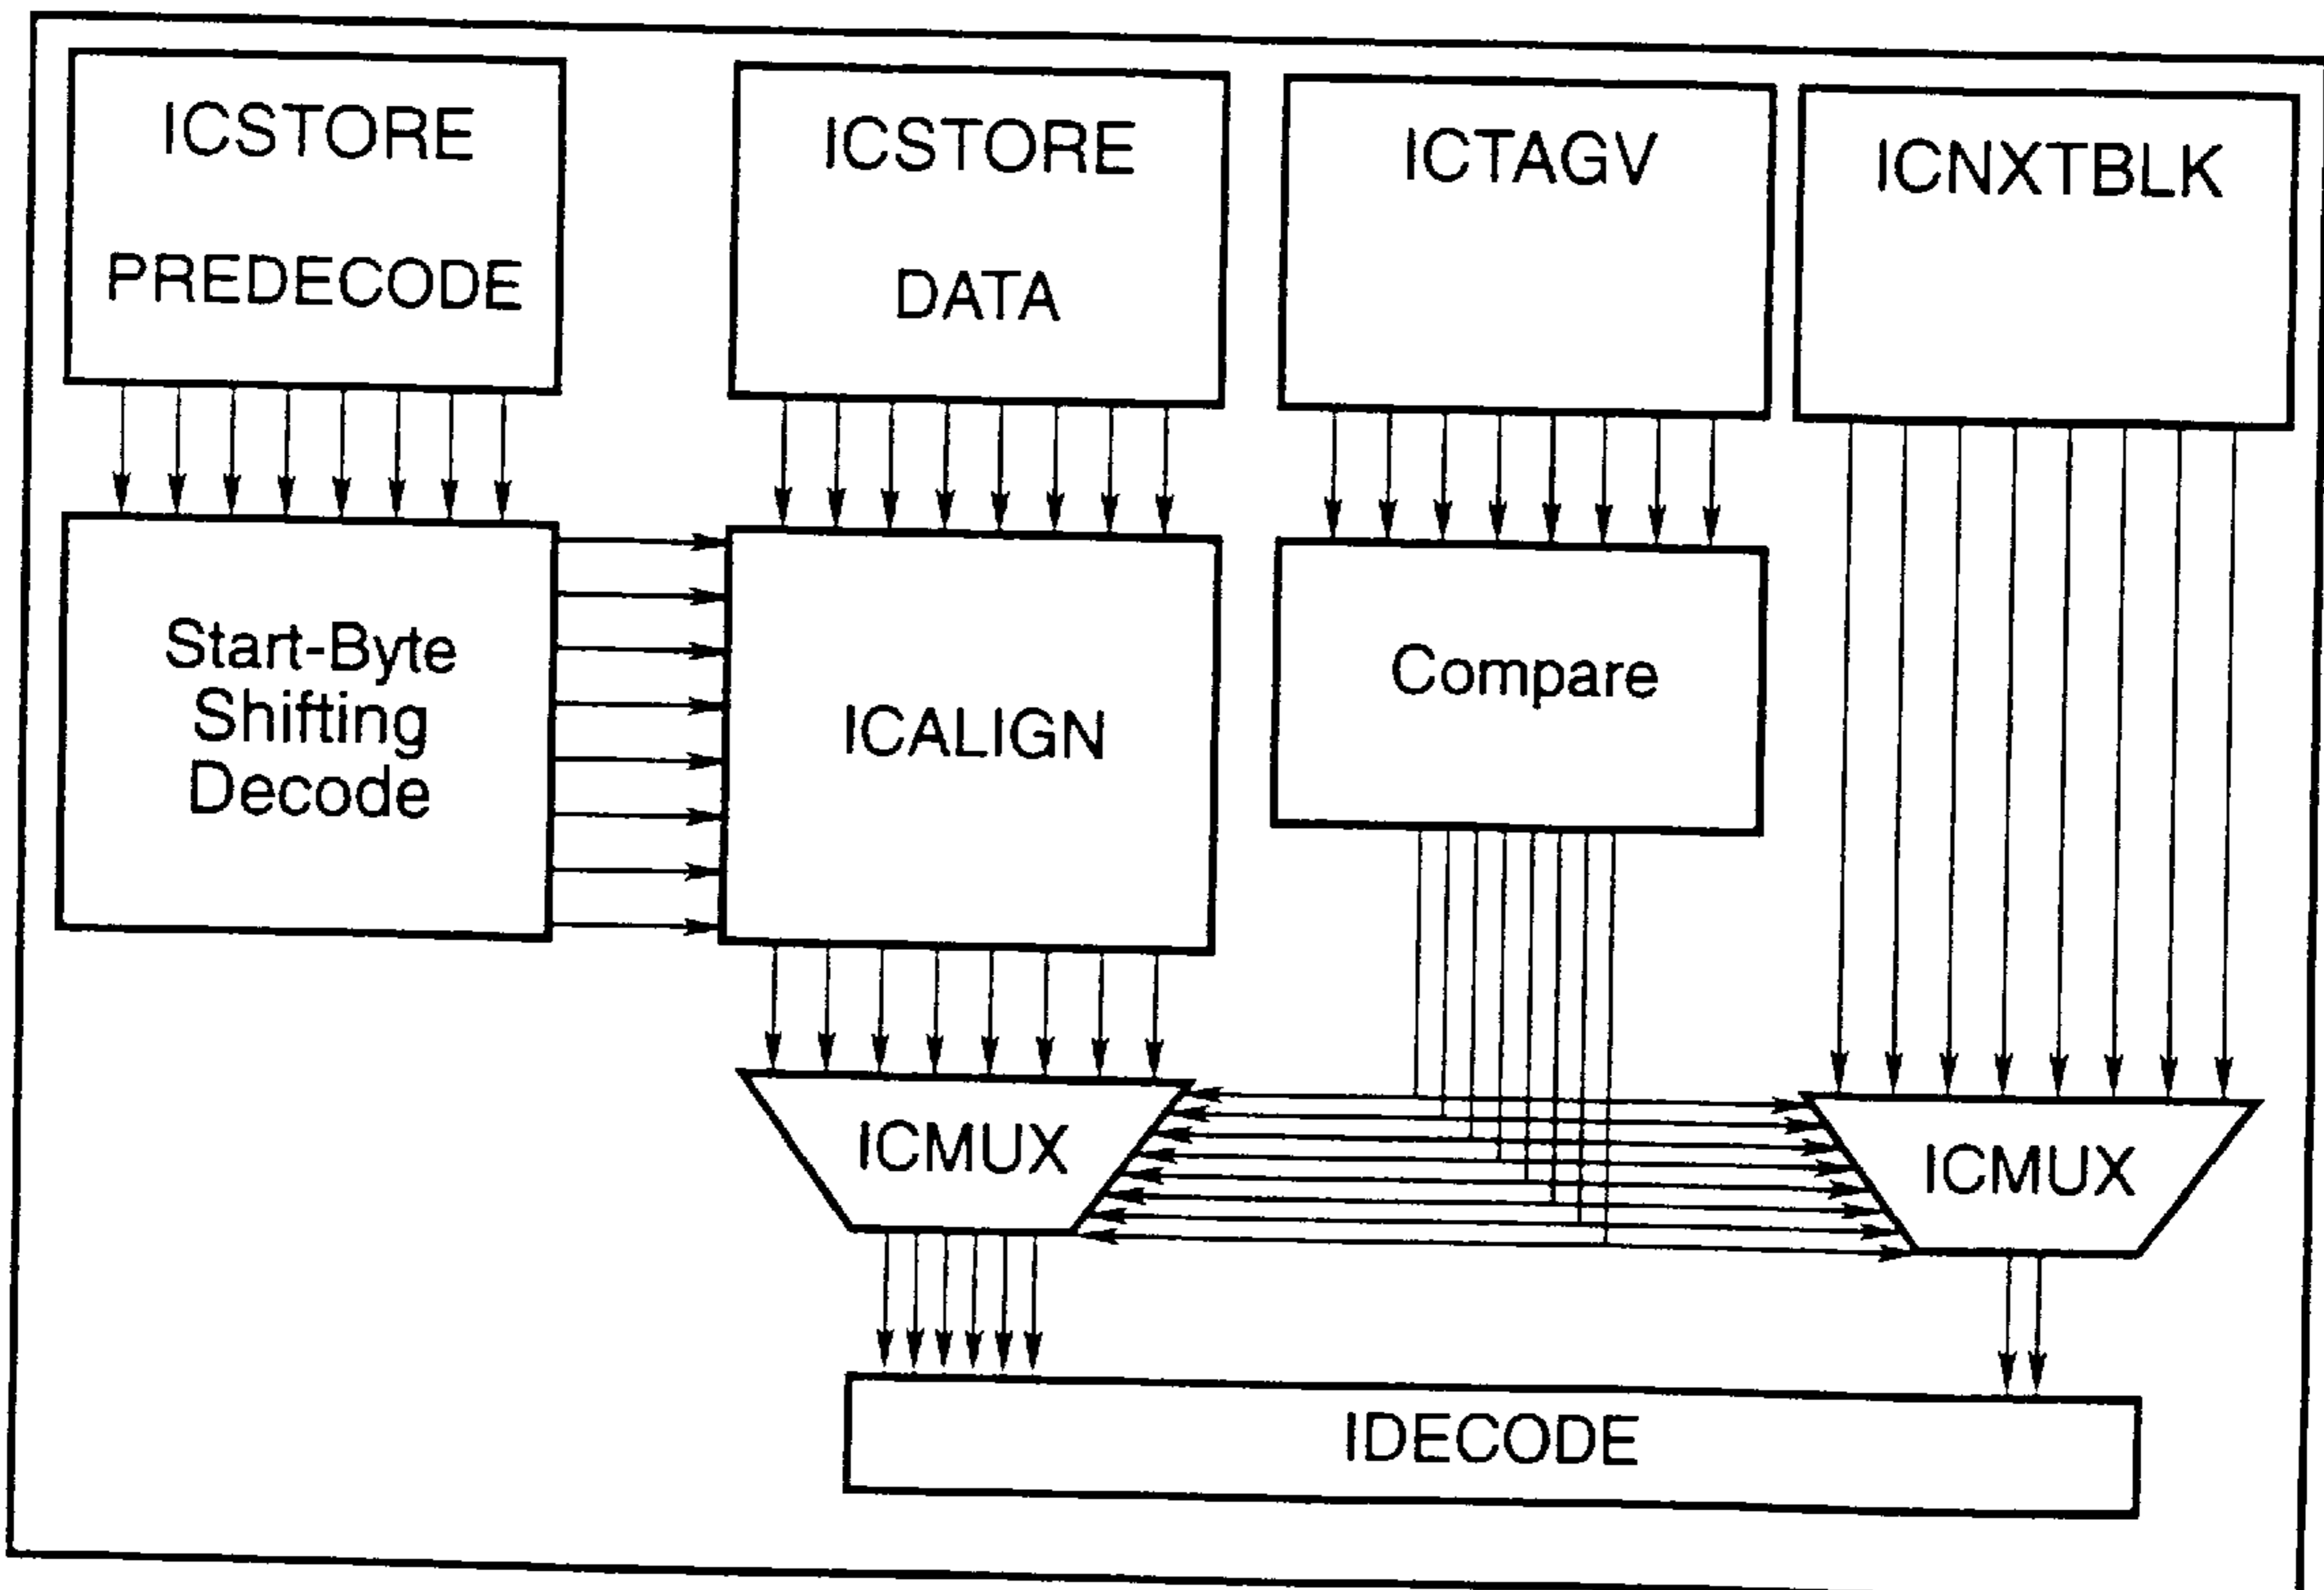 ICSTORE
PREDECODE
ICSTORE
DATA
ICTAGV
ICNXTBLK
Start-Byte
Shifting
Decode
ICALIGN
Compare
ICMUX
ICMUX
IDECODE